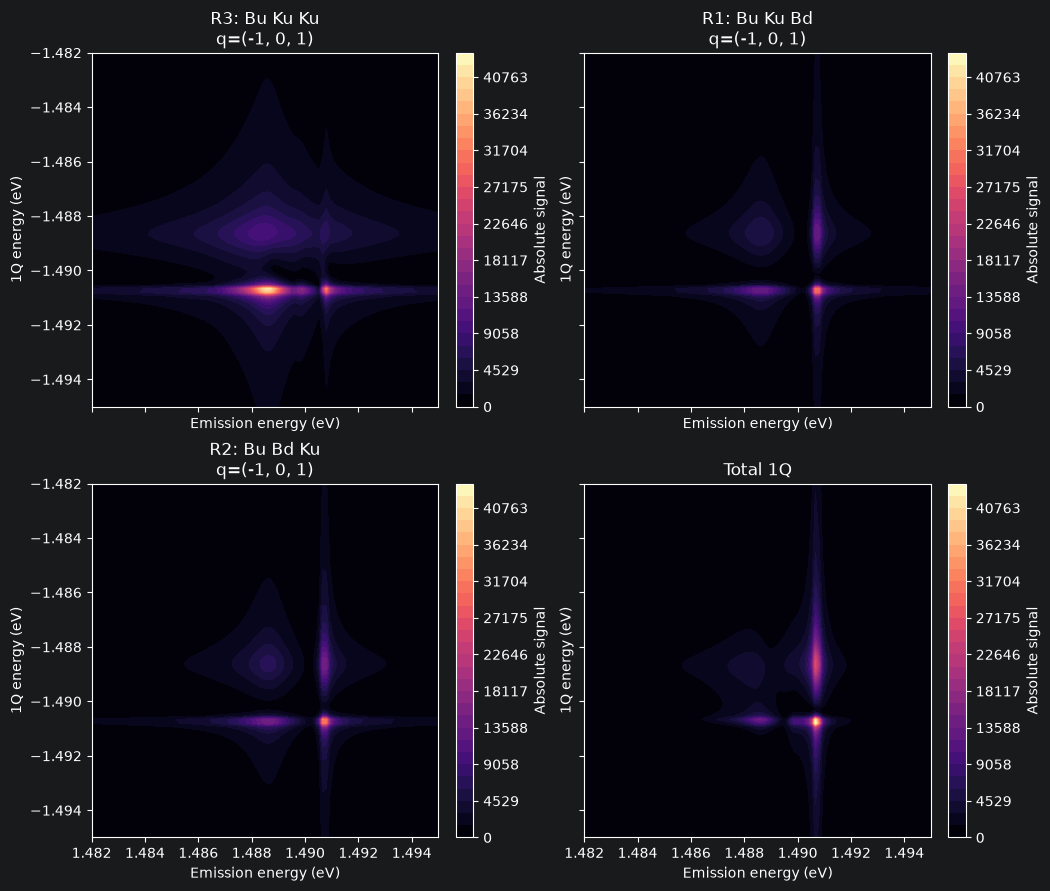 R3: Bu Ku Ku
q=(-1, 0, 1)
1Q energy (eV)
−1.482
−1.484
−1.486
−1.488
−1.490
−1.492
−1.494
Emission energy (eV)
40763
36234
31704
27175
22646
18117
13588
9058
4529
0
Absolute signal
R1: Bu Ku Bd
q=(-1, 0, 1)
1Q energy (eV)
Emission energy (eV)
40763
36234
31704
27175
22646
18117
13588
9058
4529
0
Absolute signal
R2: Bu Bd Ku
q=(-1, 0, 1)
1Q energy (eV)
−1.482
−1.484
−1.486
−1.488
−1.490
−1.492
−1.494
1.482 1.484 1.486 1.488 1.490 1.492 1.494
Emission energy (eV)
40763
36234
31704
27175
22646
18117
13588
9058
4529
0
Absolute signal
Total 1Q
1Q energy (eV)
1.482 1.484 1.486 1.488 1.490 1.492 1.494
Emission energy (eV)
40763
36234
31704
27175
22646
18117
13588
9058
4529
0
Absolute signal